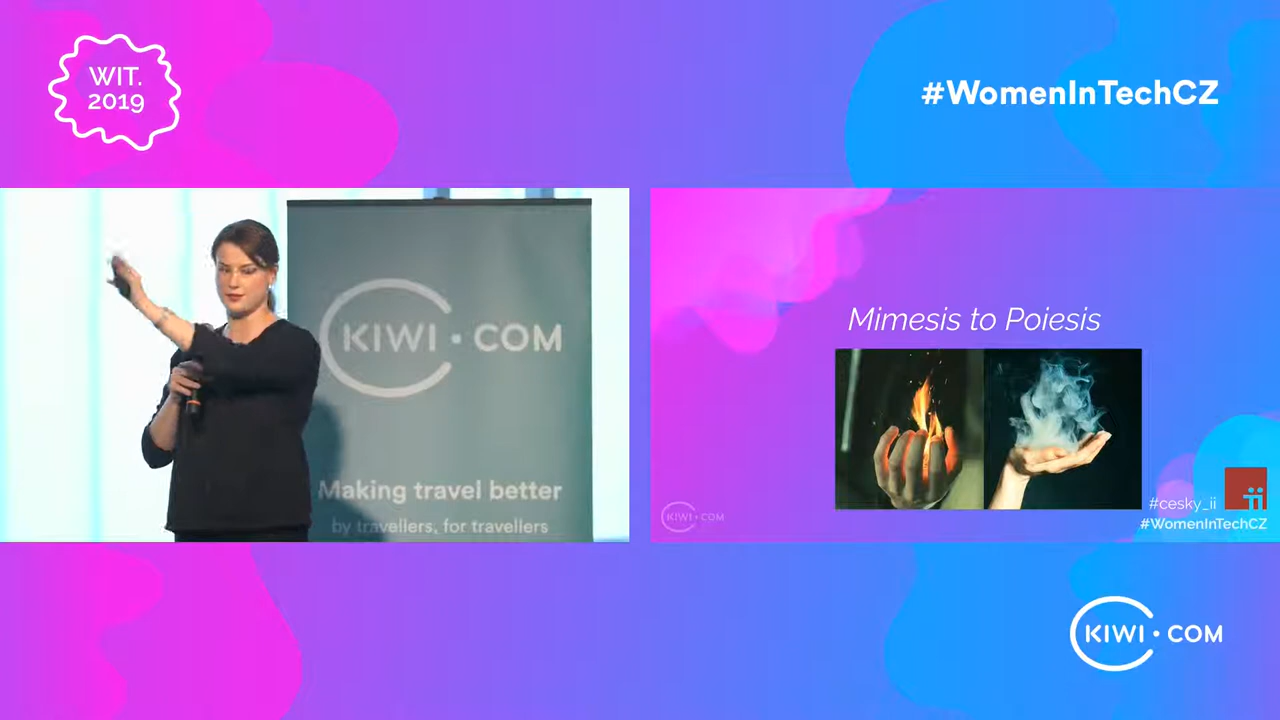 WIT.
2019
#WomenInTechCZ
KIWI·COM
Making travel better
by travellers, for travellers
Mimesis to Poiesis
KIWI·COM
#cesky_ii
ii
#WomenInTechCZ
KIWI·COM